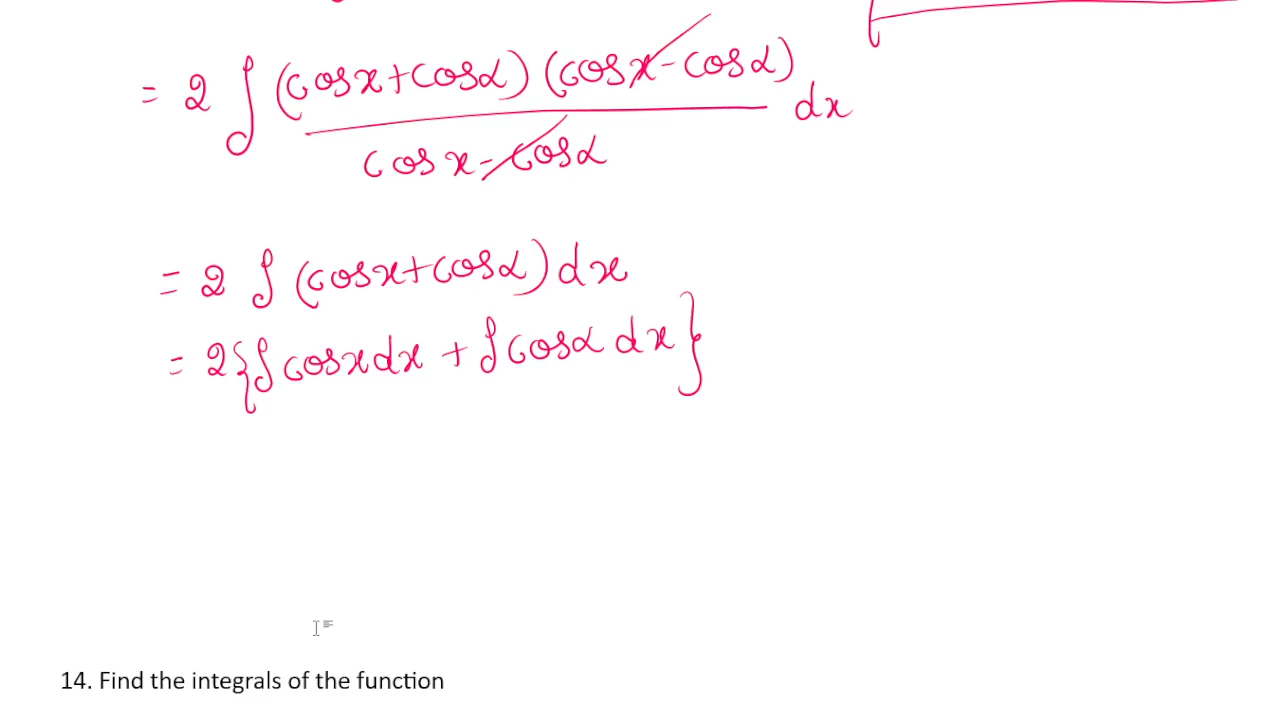 = 2 ∫ (cosx+cosα) (cosx-cosα) / cosx-cosα dx
= 2 ∫ (cosx+cosα) dx
= 2{∫ cosx dx + ∫ cosα dx}
14. Find the integrals of the function